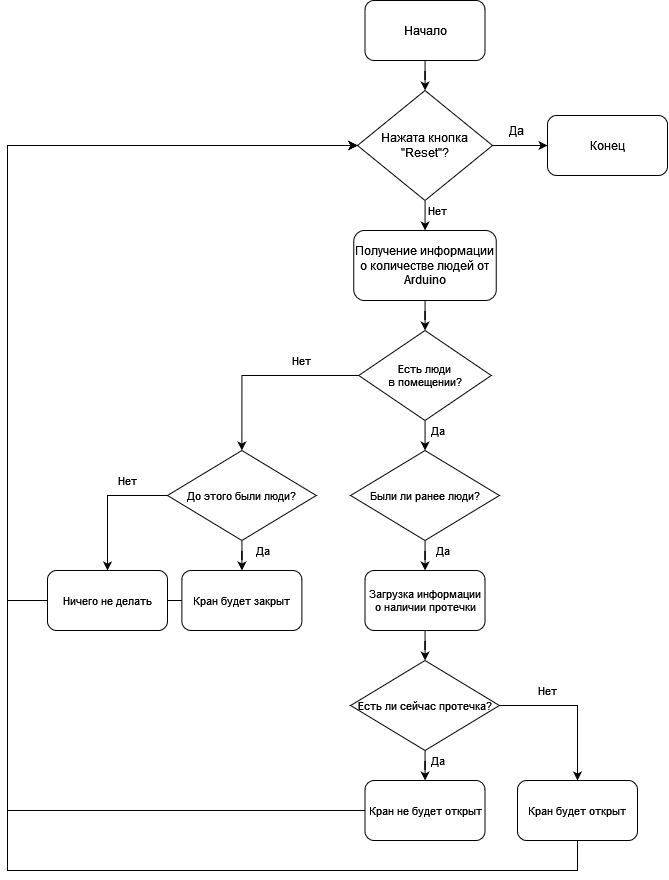 Начало
Нажата кнопка
"Reset"?
Да
Конец
Нет
Получение информации
о количестве людей от
Arduino
Есть люди
в помещении?
Нет
Да
До этого были люди?
Были ли ранее люди?
Нет
Да
Да
Ничего не делать
Кран будет закрыт
Загрузка информации
о наличии протечки
Есть ли сейчас протечка?
Нет
Да
Кран не будет открыт
Кран будет открыт